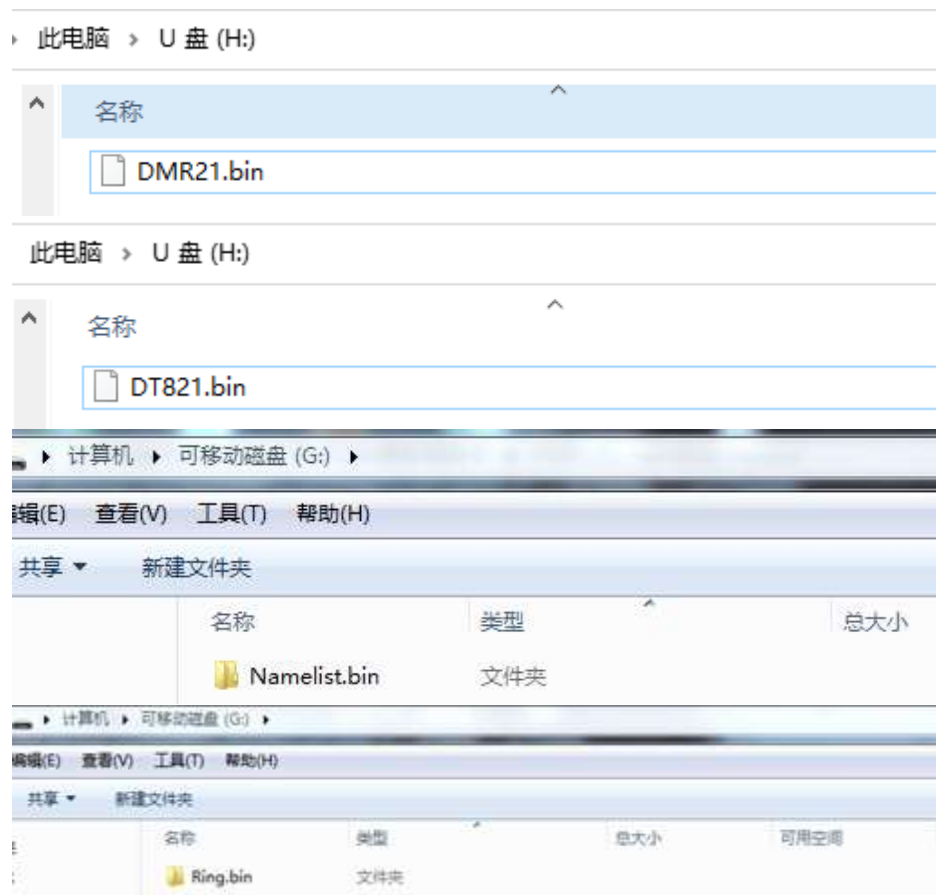 此电脑 > U 盘 (H:)
名称
DMR21.bin
此电脑 > U 盘 (H:)
名称
DT821.bin
计算机 ▸ 可移动磁盘 (G:) ▸
编辑(E) 查看(V) 工具(T) 帮助(H)
共享 新建文件夹
名称 类型 总大小
Namelist.bin 文件夹
计算机 ▸ 可移动磁盘 (G:) ▸
编辑(E) 查看(V) 工具(T) 帮助(H)
共享 新建文件夹
名称 类型 总大小 可用空间
Ring.bin 文件夹